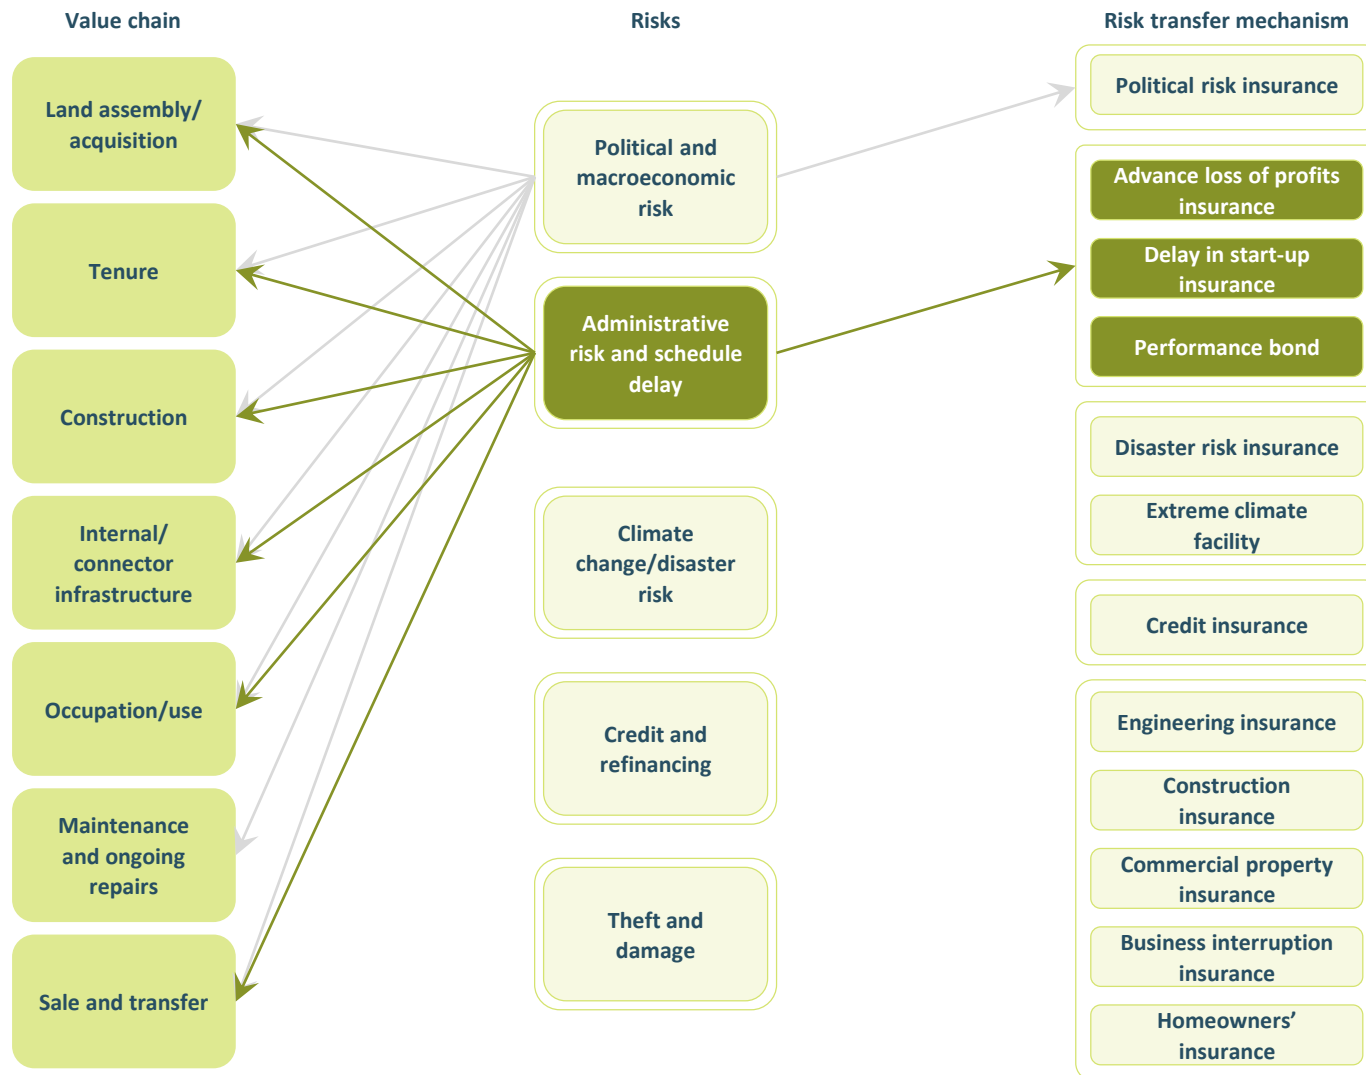 Value chain
Risks
Risk transfer mechanism
Land assembly/
acquisition
Tenure
Construction
Internal/
connector
infrastructure
Occupation/use
Maintenance
and ongoing
repairs
Sale and transfer
Political and
macroeconomic
risk
Administrative
risk and schedule
delay
Climate
change/disaster
risk
Credit and
refinancing
Theft and
damage
Political risk insurance
Advance loss of profits
insurance
Delay in start-up
insurance
Performance bond
Disaster risk insurance
Extreme climate
facility
Credit insurance
Engineering insurance
Construction
insurance
Commercial property
insurance
Business interruption
insurance
Homeowners’
insurance